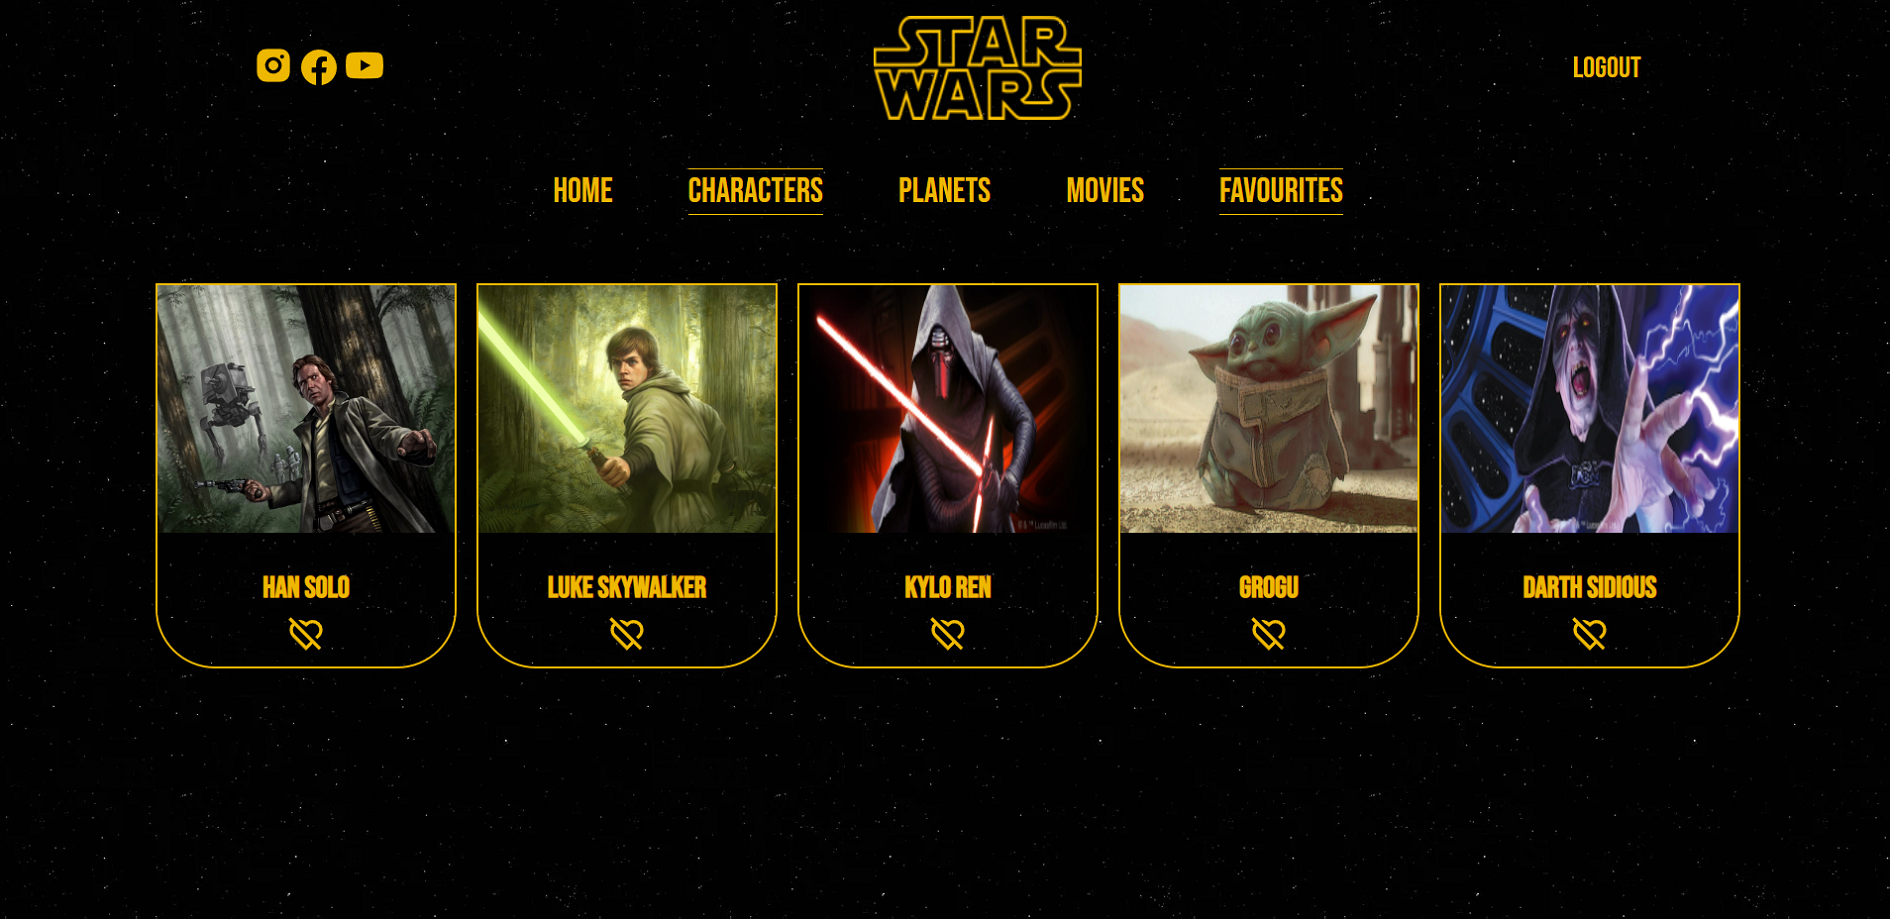 STAR
WARS
LOGOUT
HOME
CHARACTERS
PLANETS
MOVIES
FAVOURITES
HAN SOLO
LUKE SKYWALKER
KYLO REN
GROGU
DARTH SIDIOUS